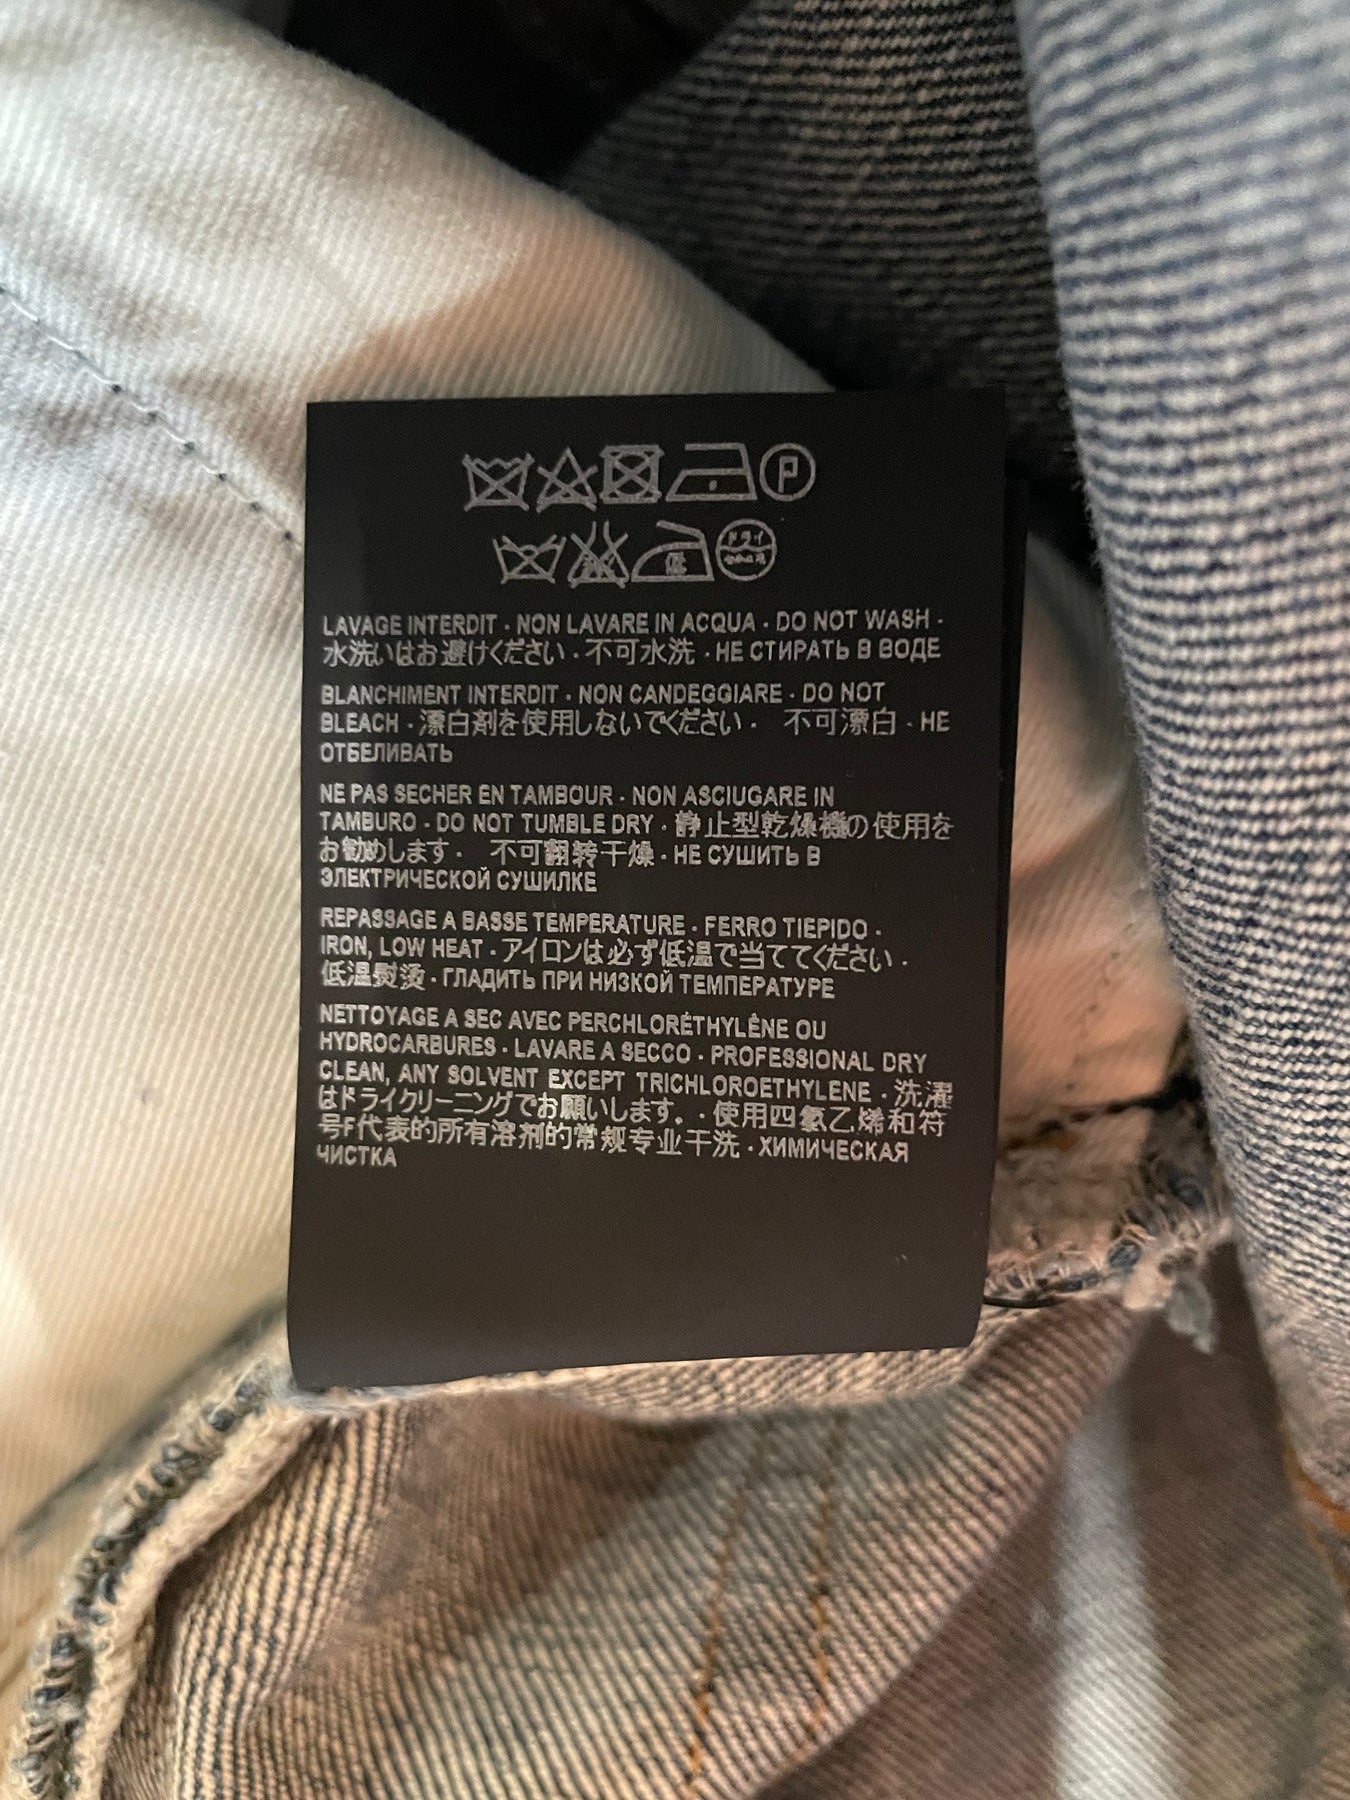 P
低
ドライ
セキユ系
LAVAGE INTERDIT - NON LAVARE IN ACQUA - DO NOT WASH -
水洗いはお避けください - 不可水洗 - НЕ СТИРАТЬ В ВОДЕ
BLANCHIMENT INTERDIT - NON CANDEGGIARE - DO NOT
BLEACH - 漂白剤を使用しないでください - 不可漂白 - НЕ
ОТБЕЛИВАТЬ
NE PAS SECHER EN TAMBOUR - NON ASCIUGARE IN
TAMBURO - DO NOT TUMBLE DRY - 静止型乾燥機の使用を
お勧めします - 不可翻转干燥 - НЕ СУШИТЬ В
ЭЛЕКТРИЧЕСКОЙ СУШИЛКЕ
REPASSAGE A BASSE TEMPERATURE - FERRO TIEPIDO -
IRON, LOW HEAT - アイロンは必ず低温で当ててください -
低温熨烫 - ГЛАДИТЬ ПРИ НИЗКОЙ ТЕМПЕРАТУРЕ
NETTOYAGE A SEC AVEC PERCHLORÉTHYLÊNE OU
HYDROCARBURES - LAVARE A SECCO - PROFESSIONAL DRY
CLEAN, ANY SOLVENT EXCEPT TRICHLOROETHYLENE - 洗濯
はドライクリーニングでお願いします。 - 使用四氯乙烯和符
号F代表的所有溶剂的常规专业干洗 - ХИМИЧЕСКАЯ
ЧИСТКА